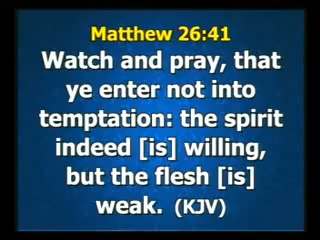 Matthew 26:41
Watch and pray, that
ye enter not into
temptation: the spirit
indeed [is] willing,
but the flesh [is]
weak. (KJV)